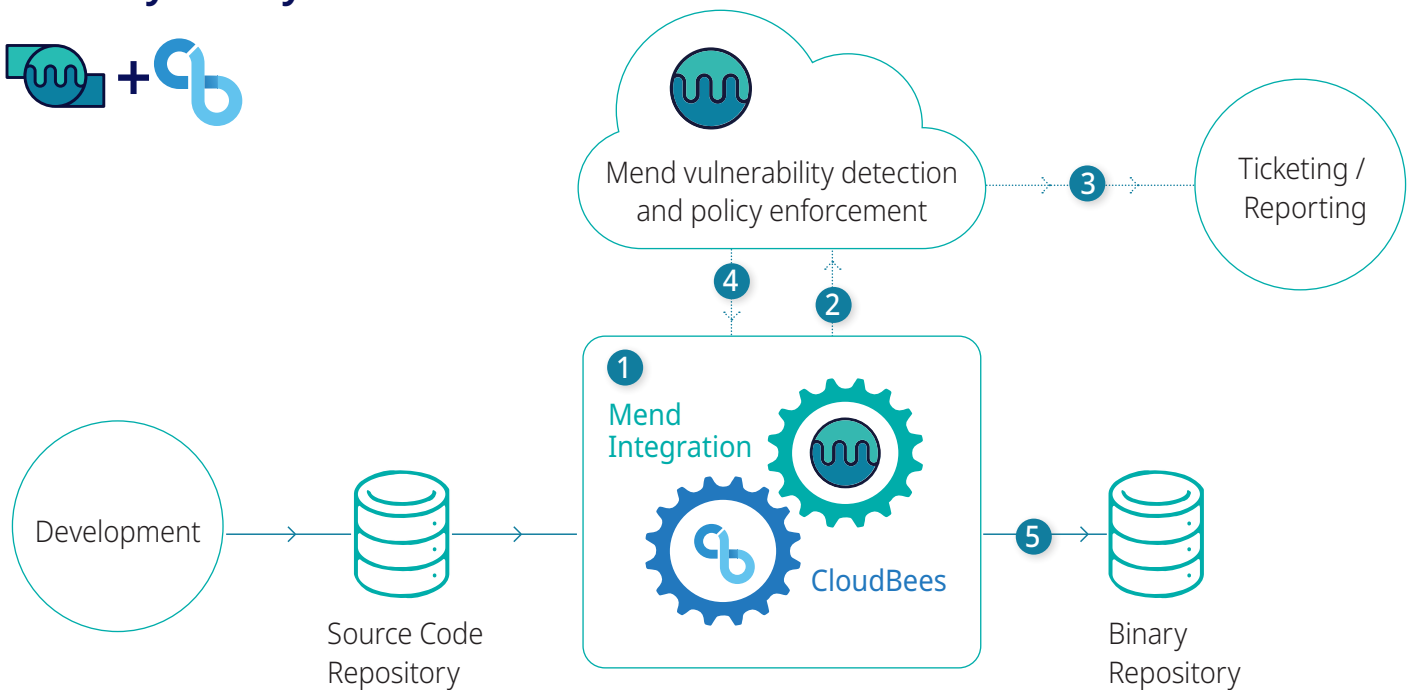 +
Mend vulnerability detection
and policy enforcement
3
Ticketing /
Reporting
4
2
1
Mend
Integration
Development
5
CloudBees
Source Code
Repository
Binary
Repository